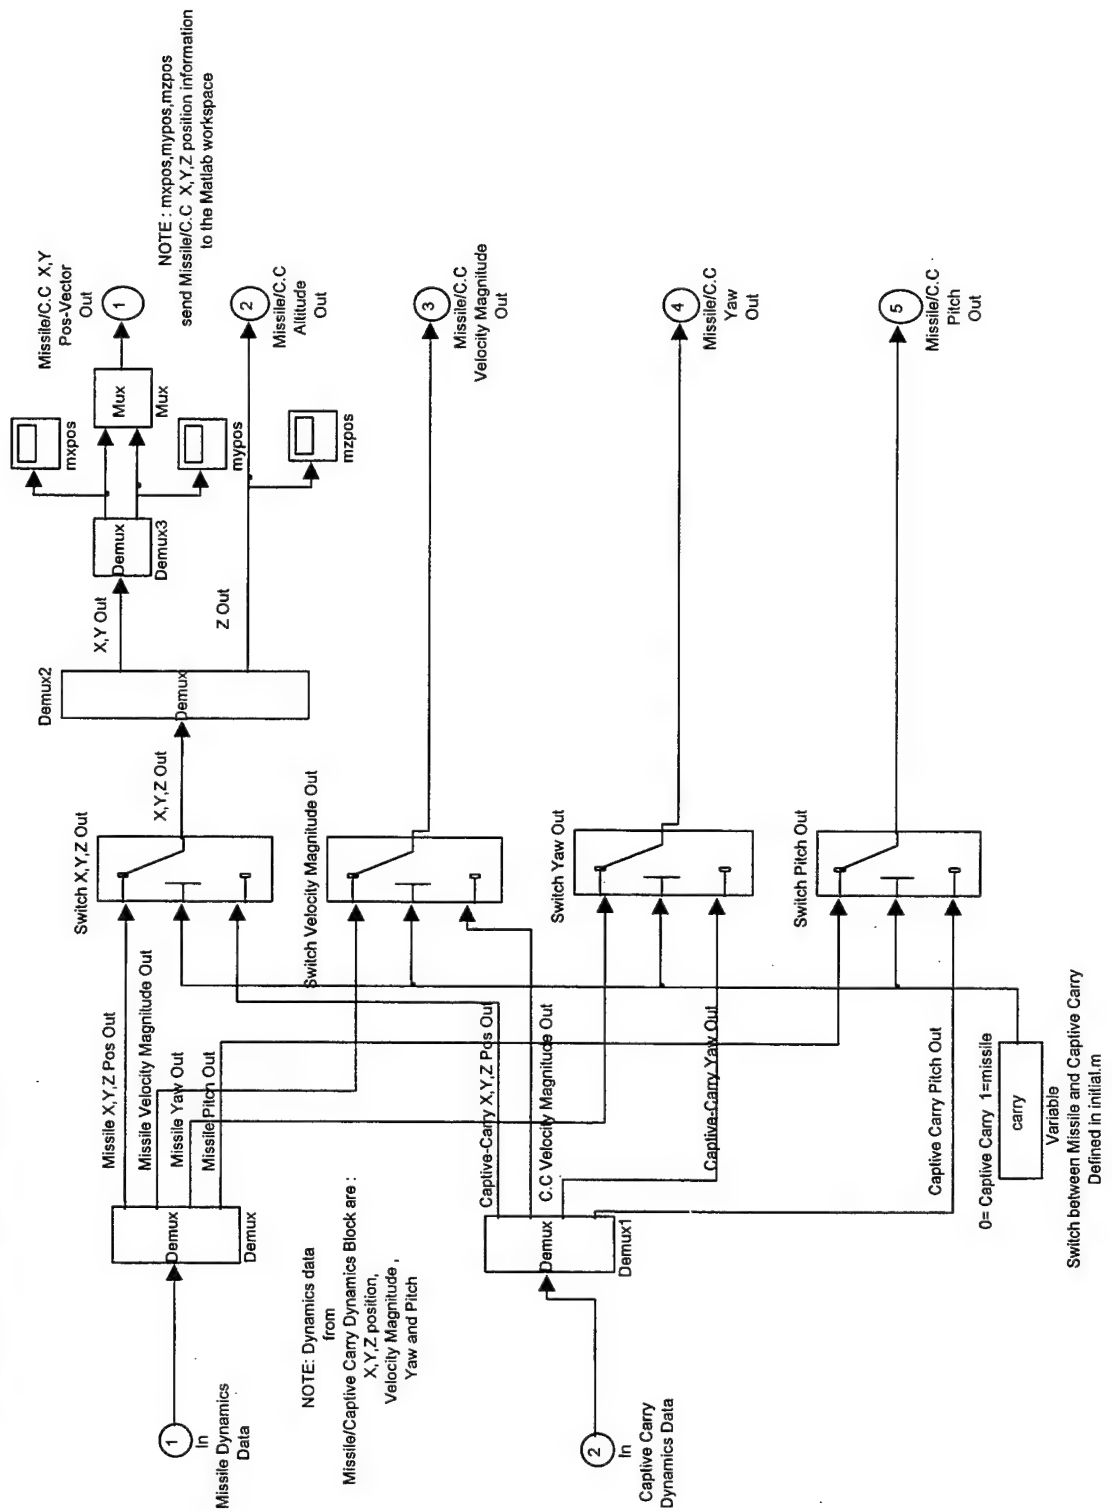 1
In
Missile Dynamics
Data
2
In
Captive Carry
Dynamics Data
NOTE: Dynamics data
from
Missile/Captive Carry Dynamics Block are :
X,Y,Z position,
Velocity Magnitude ,
Yaw and Pitch
Demux
Demux
Missile X,Y,Z Pos Out
Missile Velocity Magnitude Out
Missile Yaw Out
Missile Pitch Out
Demux
Demux1
Captive-Carry X,Y,Z Pos Out
C.C Velocity Magnitude Out
Captive-Carry Yaw Out
Captive Carry Pitch Out
0= Captive Carry 1=missile
carry
Variable
Switch between Missile and Captive Carry
Defined in initial.m
Switch X,Y,Z Out
Switch Velocity Magnitude Out
Switch Yaw Out
Switch Pitch Out
X,Y,Z Out
Demux2
Demux
X,Y Out
Z Out
Demux
Demux3
mxpos
Mux
Mux
mypos
mzpos
Missile/C.C X,Y
Pos-Vector
Out
1
NOTE : mxpos,mypos,mzpos
send Missile/C.C X,Y,Z position information
to the Matlab workspace
2
Missile/C.C
Altitude
Out
3
Missile/C.C
Velocity Magnitude
Out
4
Missile/C.C
Yaw
Out
5
Missile/C.C
Pitch
Out